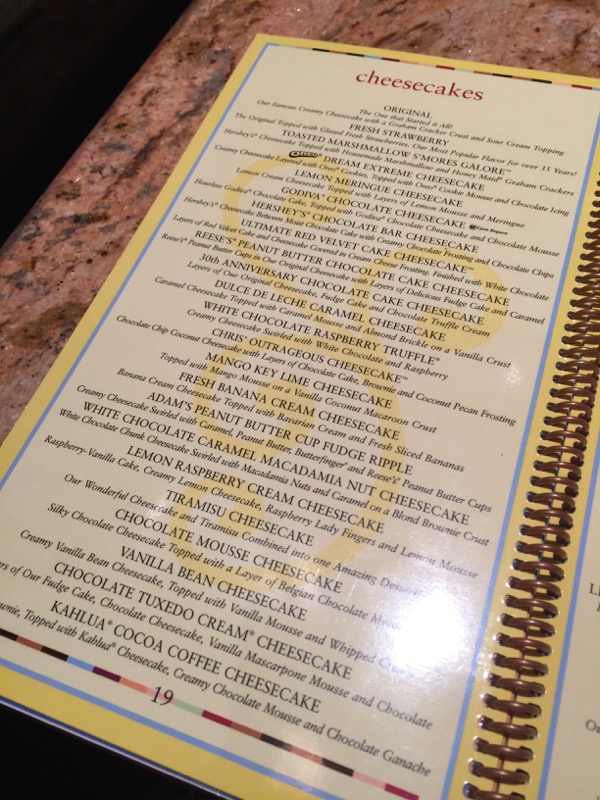 cheesecakes
ORIGINAL
The One that Started it All!
Our Famous Creamy Cheesecake with a Graham Cracker Crust and Sour Cream Topping
FRESH STRAWBERRY
The Original Topped with Glazed Fresh Strawberries. Our Most Popular Flavor for over 35 Years!
TOASTED MARSHMALLOW S'MORES GALORE™
Hershey's® Cheesecake Topped with Homemade Marshmallow and Honey Maid® Graham Crackers
OREO® DREAM EXTREME CHEESECAKE
Creamy Cheesecake Layered with Oreo® Cookies, Topped with Oreo® Cookie Mousse and Chocolate Icing
LEMON MERINGUE CHEESECAKE
Lemon Cream Cheesecake Topped with Layers of Lemon Mousse and Meringue
GODIVA® CHOCOLATE CHEESECAKE
Flourless Godiva® Chocolate Cake, Topped with Godiva® Chocolate Cheesecake and Chocolate Mousse
HERSHEY'S® CHOCOLATE BAR CHEESECAKE
Hershey's® Cheesecake Between Moist Chocolate Cake with Creamy Chocolate Frosting and Chocolate Chips
ULTIMATE RED VELVET CAKE CHEESECAKE™
Layers of Red Velvet Cake and Cheesecake Covered in Cream Cheese Frosting. Finished with White Chocolate
REESE'S® PEANUT BUTTER CHOCOLATE CAKE CHEESECAKE
Reese's® Peanut Butter Cups in Our Original Cheesecake with Layers of Delicious Fudge Cake and Caramel
30th ANNIVERSARY CHOCOLATE CAKE CHEESECAKE
Layers of Our Original Cheesecake, Fudge Cake and Chocolate Truffle Cream
DULCE DE LECHE CARAMEL CHEESECAKE
Caramel Cheesecake Topped with Caramel Mousse and Almond Brickle on a Vanilla Crust
WHITE CHOCOLATE RASPBERRY TRUFFLE®
Creamy Cheesecake Swirled with White Chocolate and Raspberry
CHRIS' OUTRAGEOUS CHEESECAKE™
Chocolate Chip Coconut Cheesecake with Layers of Chocolate Cake, Brownie and Coconut Pecan Frosting
MANGO KEY LIME CHEESECAKE
Topped with Mango Mousse on a Vanilla Coconut Macaroon Crust
FRESH BANANA CREAM CHEESECAKE
Banana Cream Cheesecake Topped with Bavarian Cream and Fresh Sliced Bananas
ADAM'S PEANUT BUTTER CUP FUDGE RIPPLE
Creamy Cheesecake Swirled with Caramel, Peanut Butter, Butterfinger® and Reese's® Peanut Butter Cups
WHITE CHOCOLATE CARAMEL MACADAMIA NUT CHEESECAKE
White Chocolate Chunk Cheesecake Swirled with Macadamia Nuts and Caramel on a Blond Brownie Crust
LEMON RASPBERRY CREAM CHEESECAKE
Raspberry-Vanilla Cake, Creamy Lemon Cheesecake, Raspberry Lady Fingers and Lemon Mousse
TIRAMISU CHEESECAKE
Our Wonderful Cheesecake and Tiramisu Combined into one Amazing Dessert
CHOCOLATE MOUSSE CHEESECAKE
Silky Chocolate Cheesecake Topped with a Layer of Belgian Chocolate
VANILLA BEAN CHEESECAKE
Creamy Vanilla Bean Cheesecake, Topped with Vanilla Mousse and Whipped
CHOCOLATE TUXEDO CREAM® CHEESECAKE
of Our Fudge Cake, Chocolate Cheesecake, Vanilla Mascarpone Mousse and Chocolate
KAHLUA® COCOA COFFEE CHEESECAKE
Topped with Kahlua® Cheesecake, Creamy Chocolate Mousse and Chocolate Ganache
19